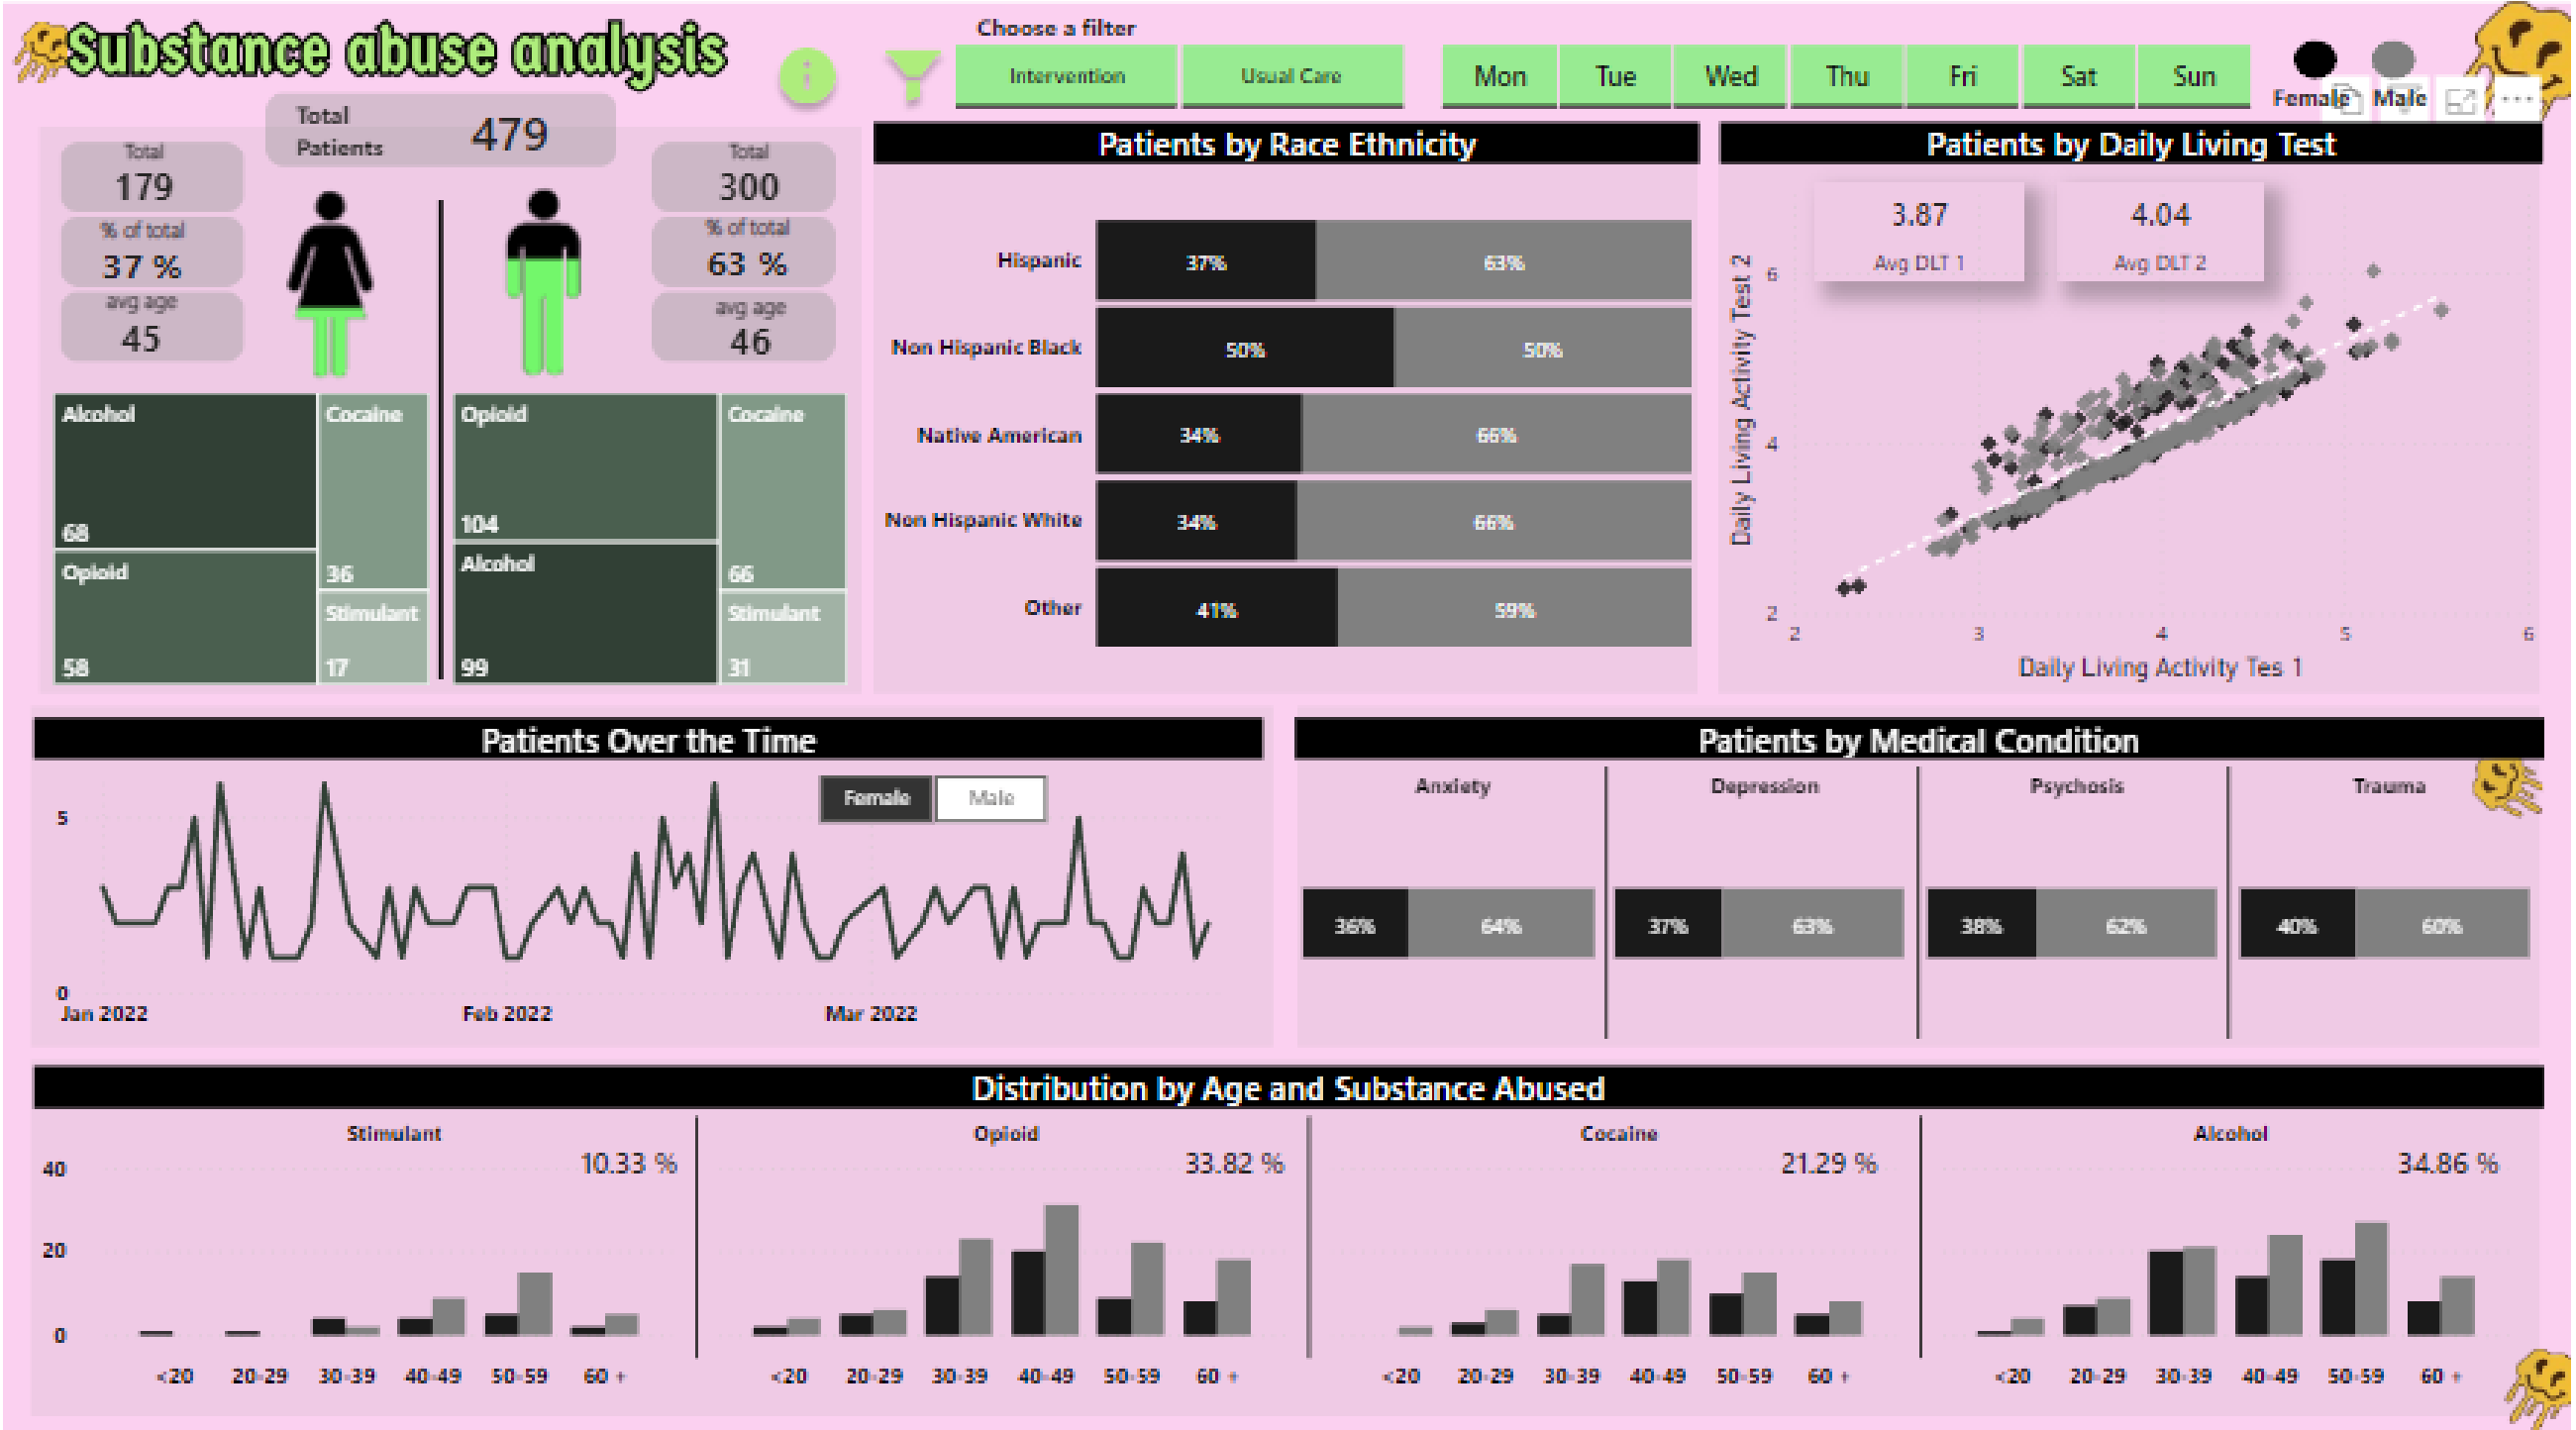 Substance abuse analysis
Choose a filter
Intervention
Usual Care
Mon
Tue
Wed
Thu
Fri
Sat
Sun
Female
Male
Total Patients
479
Total
179
% of total
37 %
avg age
45
Total
300
% of total
63 %
avg age
46
Alcohol
68
Opioid
58
Cocaine
36
Stimulant
17
Opioid
104
Alcohol
99
Cocaine
66
Stimulant
31
Patients by Race Ethnicity
Hispanic
37%
63%
Non Hispanic Black
50%
50%
Native American
34%
66%
Non Hispanic White
34%
66%
Other
41%
59%
Patients by Daily Living Test
3.87
Avg DLT 1
4.04
Avg DLT 2
Daily Living Activity Test 2
6
4
2
2
3
4
5
6
Daily Living Activity Tes 1
Patients Over the Time
Female
Male
5
0
Jan 2022
Feb 2022
Mar 2022
Patients by Medical Condition
Anxiety
Depression
Psychosis
Trauma
36%
64%
37%
63%
38%
62%
40%
60%
Distribution by Age and Substance Abused
Stimulant
10.33 %
Opioid
33.82 %
Cocaine
21.29 %
Alcohol
34.86 %
40
20
0
<20
20-29
30-39
40-49
50-59
60 +
<20
20-29
30-39
40-49
50-59
60 +
<20
20-29
30-39
40-49
50-59
60 +
<20
20-29
30-39
40-49
50-59
60 +